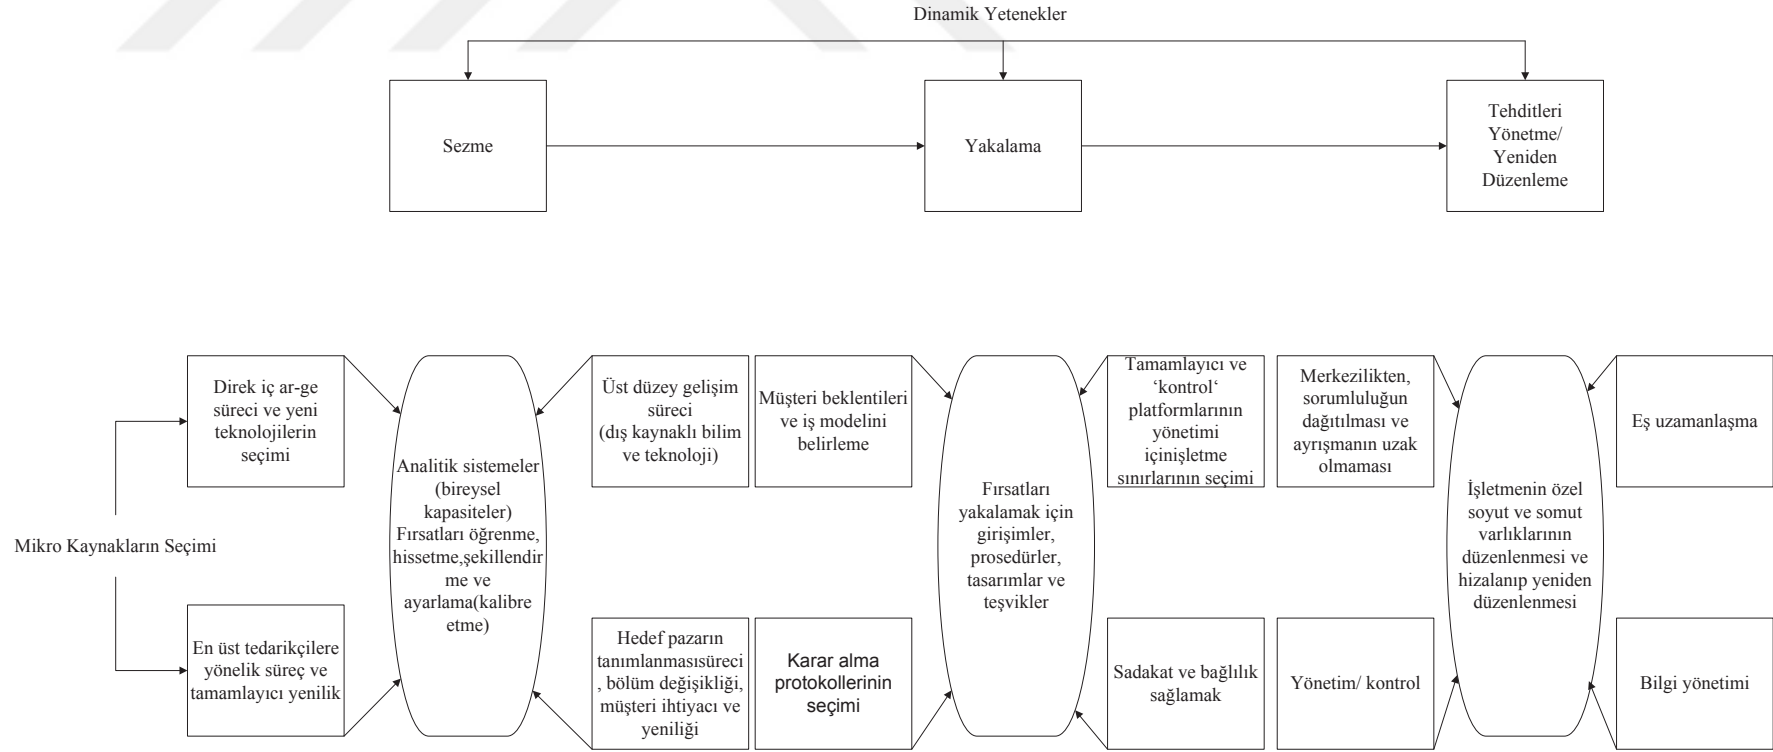 Dinamik Yetenekler
Sezme
Yakalama
Tehditleri
Yönetme/
Yeniden
Düzenleme
Mikro Kaynakların Seçimi
Direk iç ar-ge
süreci ve yeni
teknolojilerin
seçimi
En üst tedarikçilere
yönelik süreç ve
tamamlayıcı yenilik
Analitik sistemeler
(bireysel
kapasiteler)
Fırsatları öğrenme,
hissetme,şekillendir
me ve
ayarlama(kalibre
etme)
Üst düzey gelişim
süreci
(dış kaynaklı bilim
ve teknoloji)
Hedef pazarın
tanımlanmasısüreci
, bölüm değişikliği,
müşteri ihtiyacı ve
yeniliği
Müşteri beklentileri
ve iş modelini
belirleme
Karar alma
protokollerinin
seçimi
Fırsatları
yakalamak için
girişimler,
prosedürler,
tasarımlar ve
teşvikler
Tamamlayıcı ve
‘kontrol‘
platformlarının
yönetimi
içinişletme
sınırlarının seçimi
Sadakat ve bağlılık
sağlamak
Merkezilikten,
sorumluluğun
dağıtılması ve
ayrışmanın uzak
olmaması
Yönetim/ kontrol
İşletmenin özel
soyut ve somut
varlıklarının
düzenlenmesi ve
hizalanıp yeniden
düzenlenmesi
Eş uzamanlaşma
Bilgi yönetimi